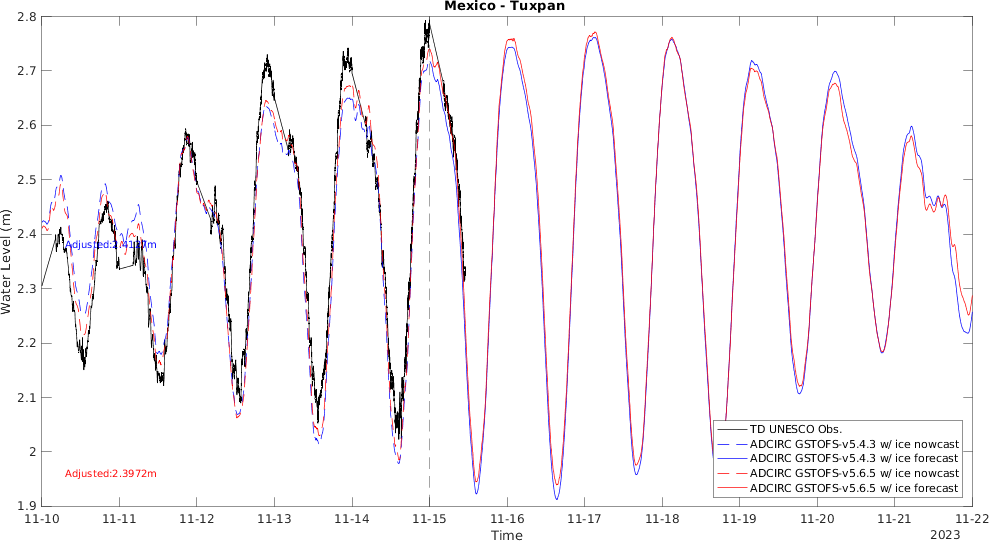 Mexico - Tuxpan
Water Level (m)
2.8
2.7
2.6
2.5
2.4
2.3
2.2
2.1
2
1.9
Adjusted:2.4127m
Adjusted:2.3972m
TD UNESCO Obs.
ADCIRC GSTOFS-v5.4.3 w/ ice nowcast
ADCIRC GSTOFS-v5.4.3 w/ ice forecast
ADCIRC GSTOFS-v5.6.5 w/ ice nowcast
ADCIRC GSTOFS-v5.6.5 w/ ice forecast
11-10 11-11 11-12 11-13 11-14 11-15 11-16 11-17 11-18 11-19 11-20 11-21 11-22
Time
2023